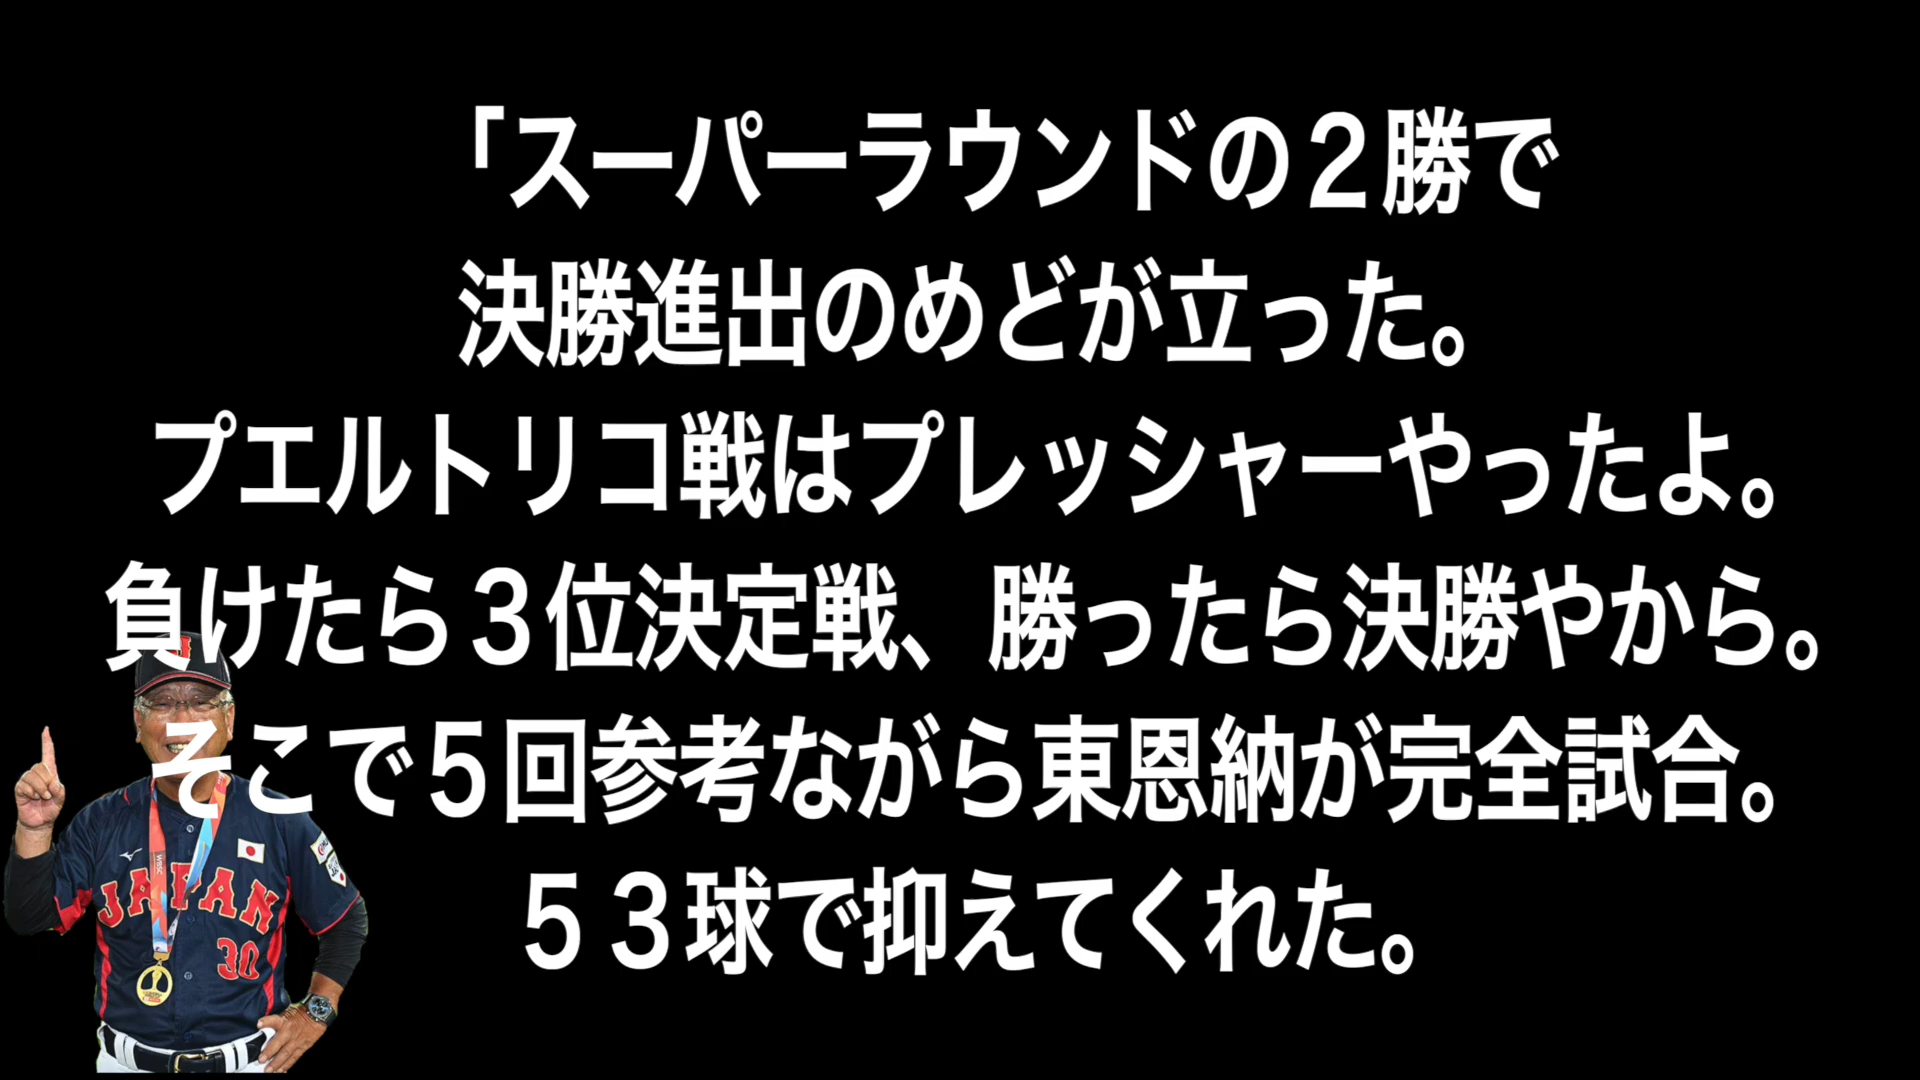 「スーパーラウンドの２勝で
決勝進出のめどが立った。
プエルトリコ戦はプレッシャーやったよ。
負けたら３位決定戦、勝ったら決勝やから。
そこで５回参考ながら東恩納が完全試合。
５３球で抑えてくれた。
JAPAN
30